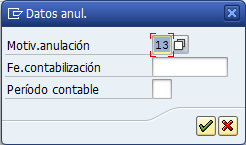 Datos anul.
Motiv.anulación 13
Fe.contabilización
Período contable